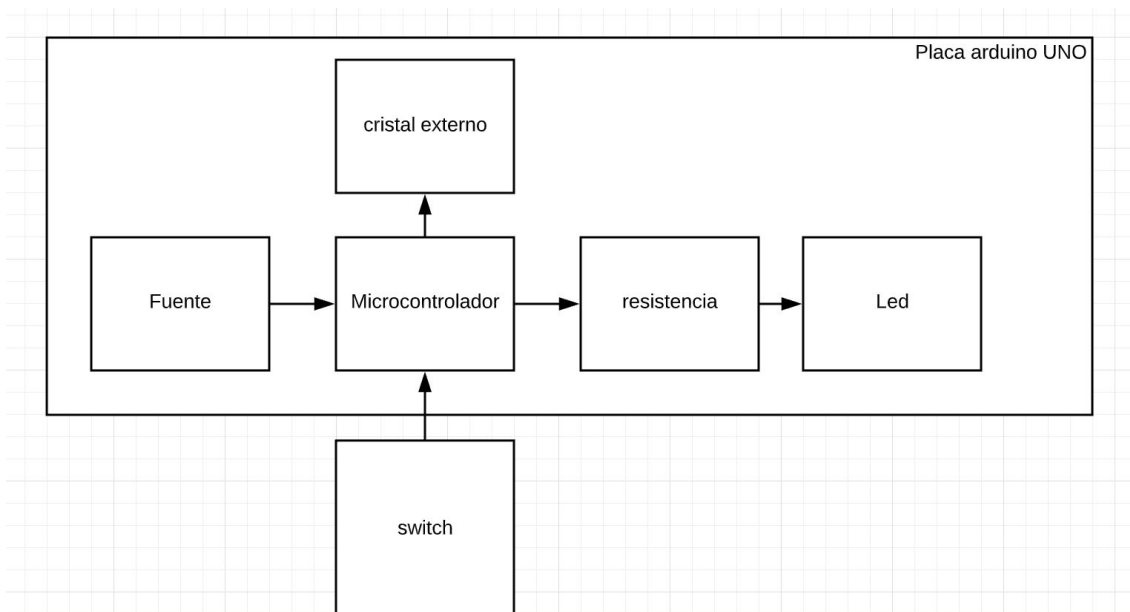 Placa arduino UNO
cristal externo
Fuente
Microcontrolador
resistencia
Led
switch